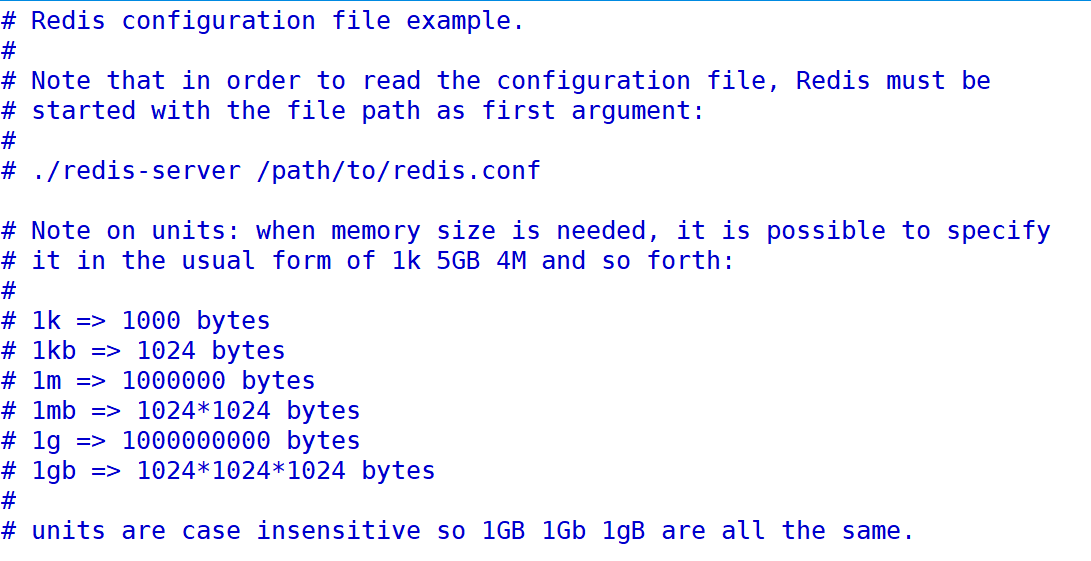 # Redis configuration file example.
#
# Note that in order to read the configuration file, Redis must be
# started with the file path as first argument:
#
# ./redis-server /path/to/redis.conf

# Note on units: when memory size is needed, it is possible to specify
# it in the usual form of 1k 5GB 4M and so forth:
#
# 1k => 1000 bytes
# 1kb => 1024 bytes
# 1m => 1000000 bytes
# 1mb => 1024*1024 bytes
# 1g => 1000000000 bytes
# 1gb => 1024*1024*1024 bytes
#
# units are case insensitive so 1GB 1Gb 1gB are all the same.